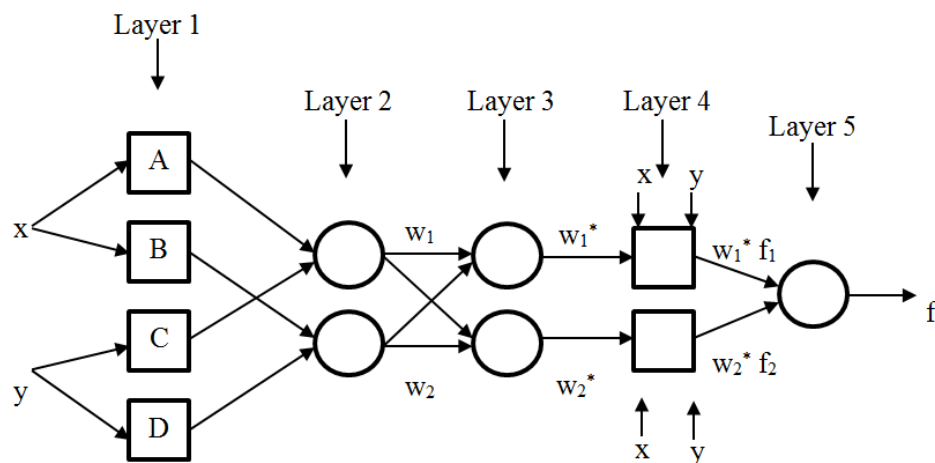 Layer 1
Layer 2
Layer 3
Layer 4
Layer 5
A
x
y
x
B
w₁
w₁*
w₁* f₁
C
f
y
w₂
w₂*
w₂* f₂
D
x
y